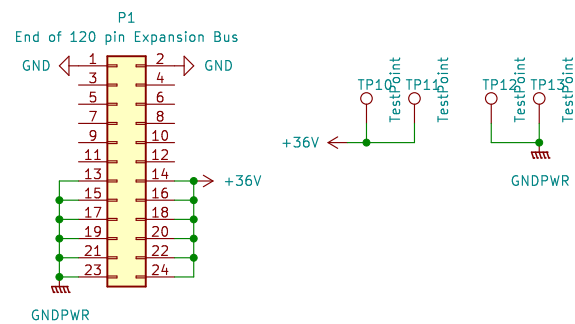 P1
End of 120 pin Expansion Bus
GND 1 2 GND
3 4
5 6
7 8
9 10
11 12
13 14 +36V
15 16
17 18
19 20
21 22
23 24
GNDPWR
TP10 TestPoint TP11 TestPoint
+36V
TP12 TestPoint TP13 TestPoint
GNDPWR